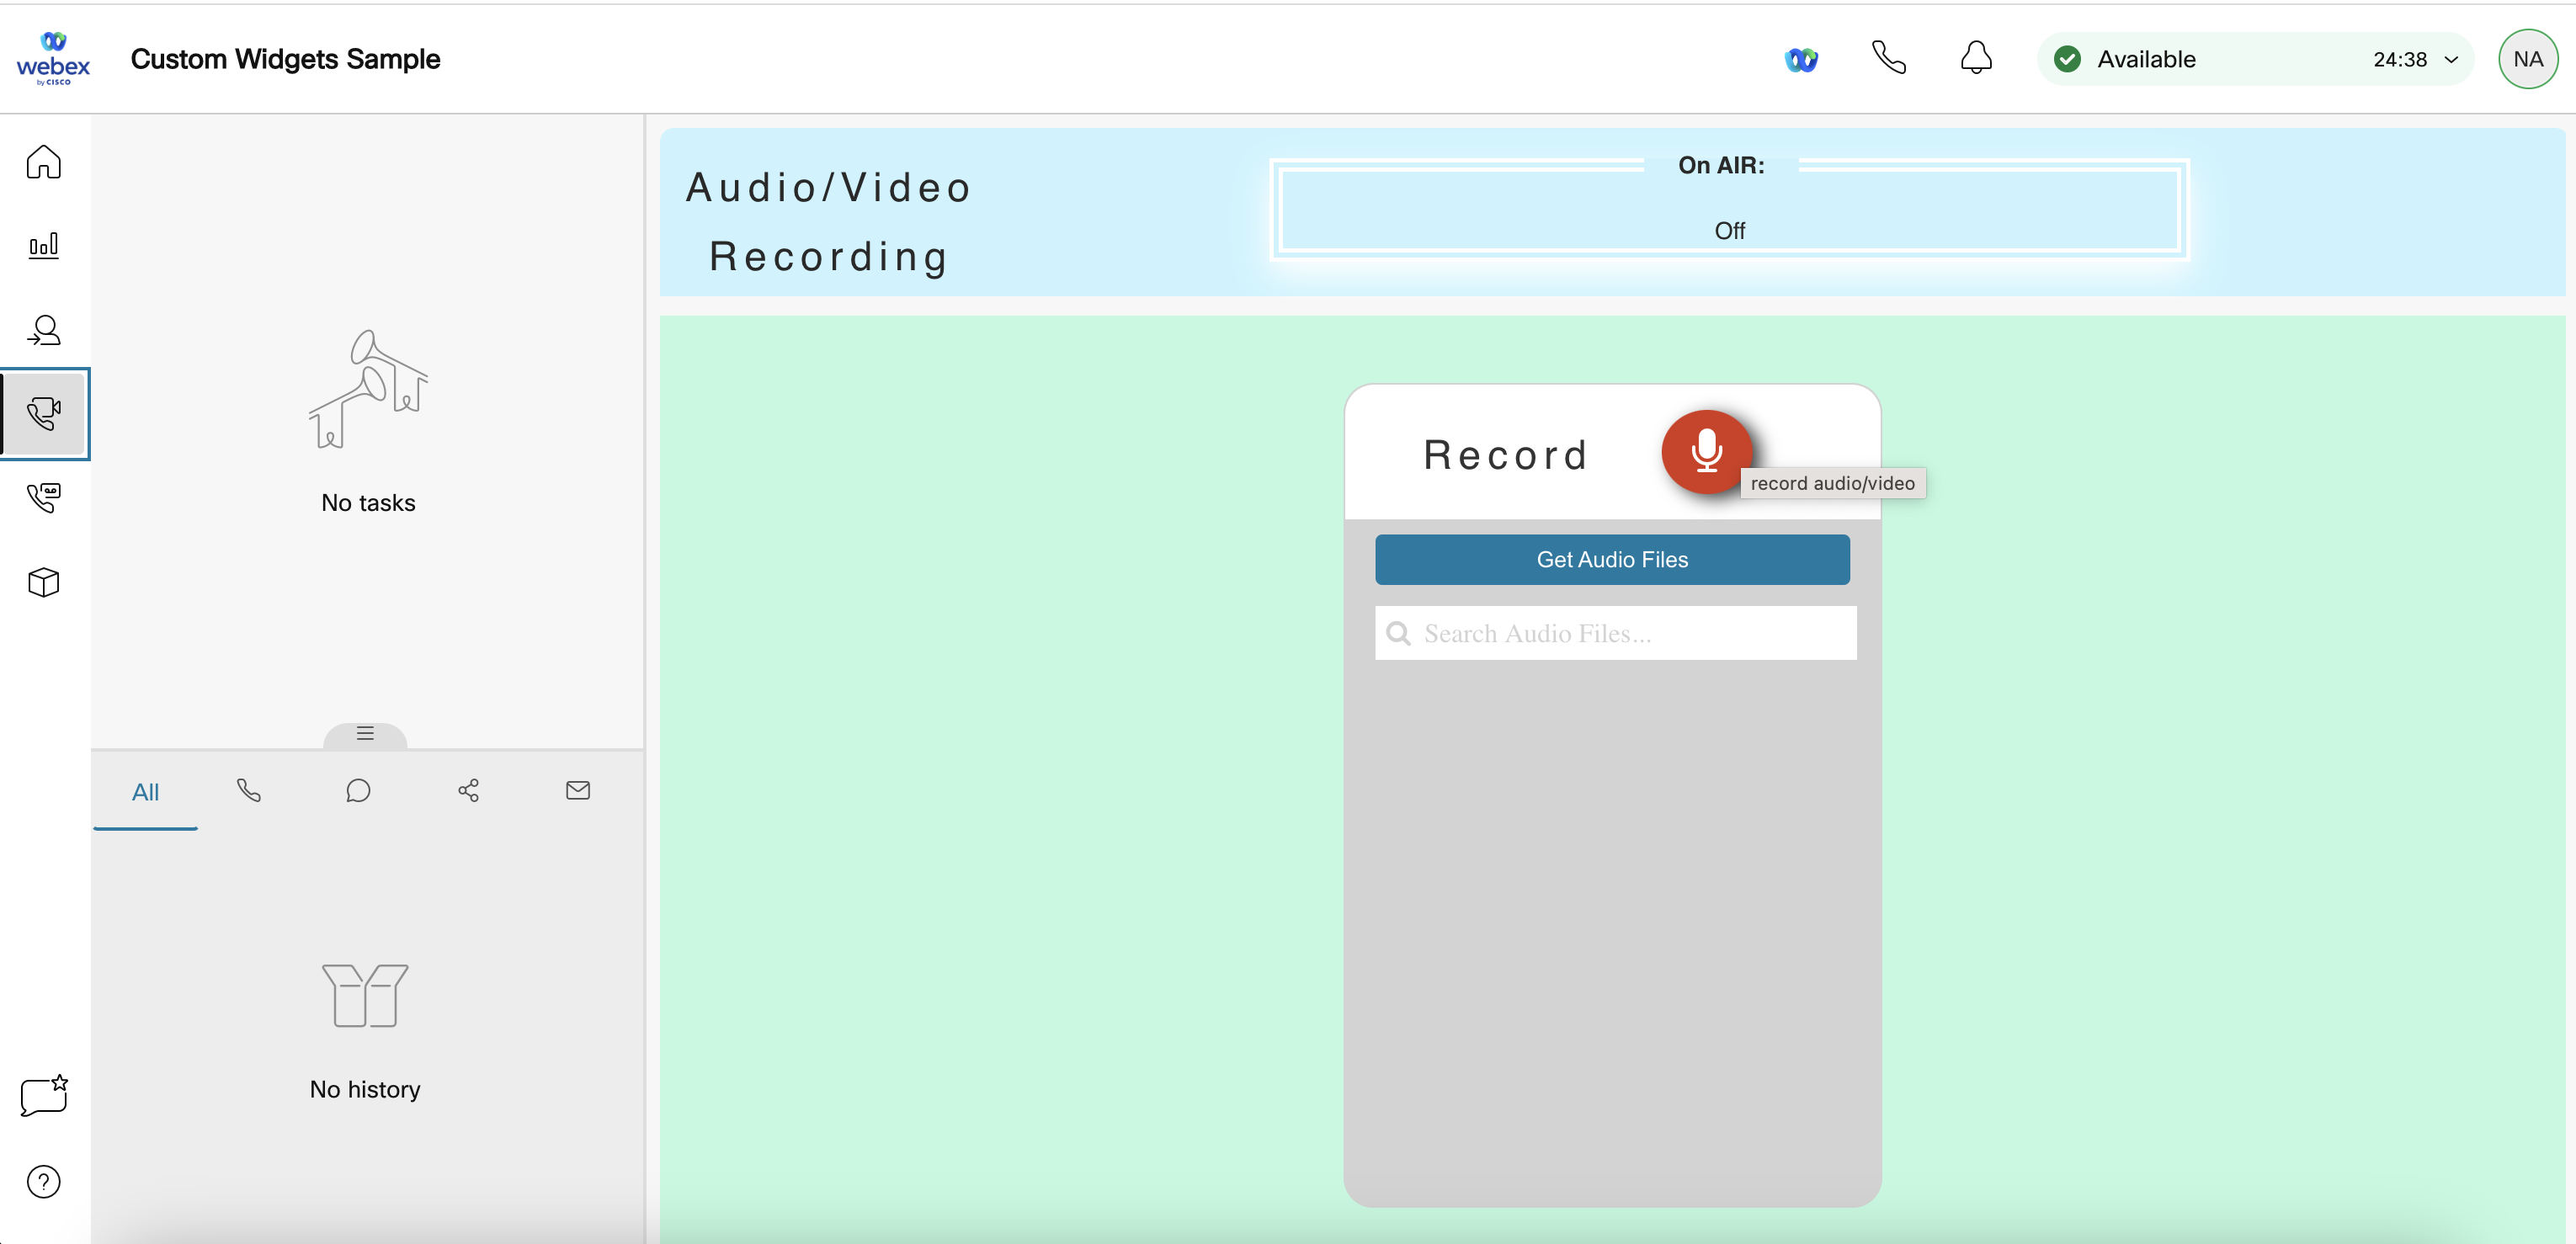 webex
by CISCO
Custom Widgets Sample
Available
24:38
NA
Audio/Video
Recording
On AIR:
Off
No tasks
Record
record audio/video
Get Audio Files
Search Audio Files...
All
No history
?